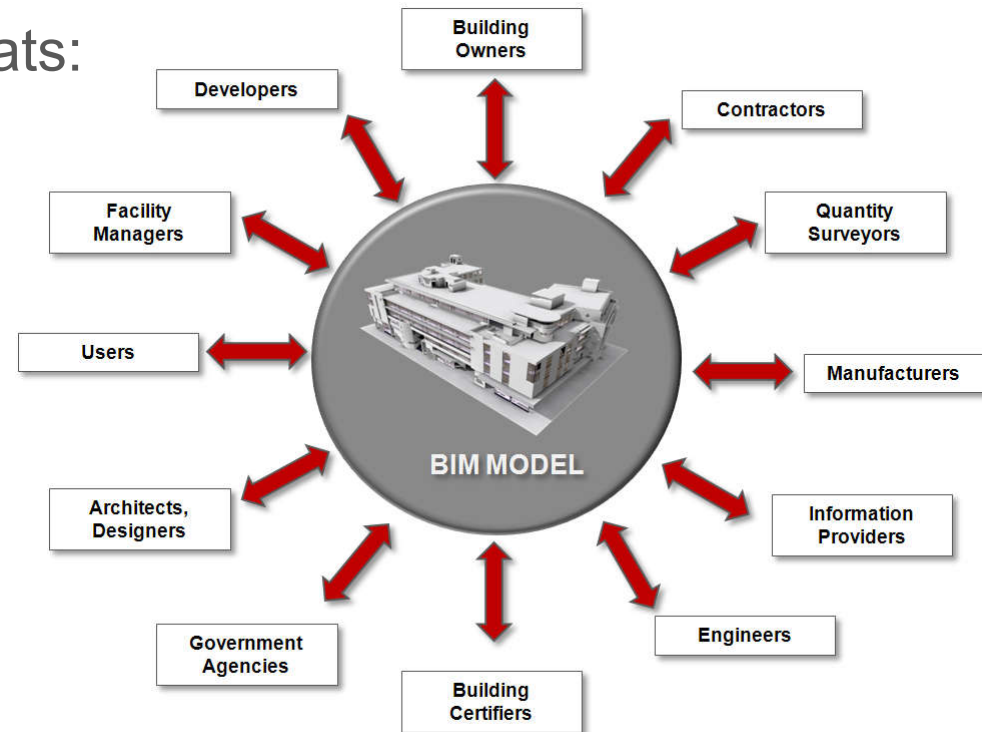 ats:
Building
Owners
Developers
Contractors
Facility
Managers
Quantity
Surveyors
Users
Manufacturers
BIM MODEL
Architects,
Designers
Information
Providers
Government
Agencies
Engineers
Building
Certifiers